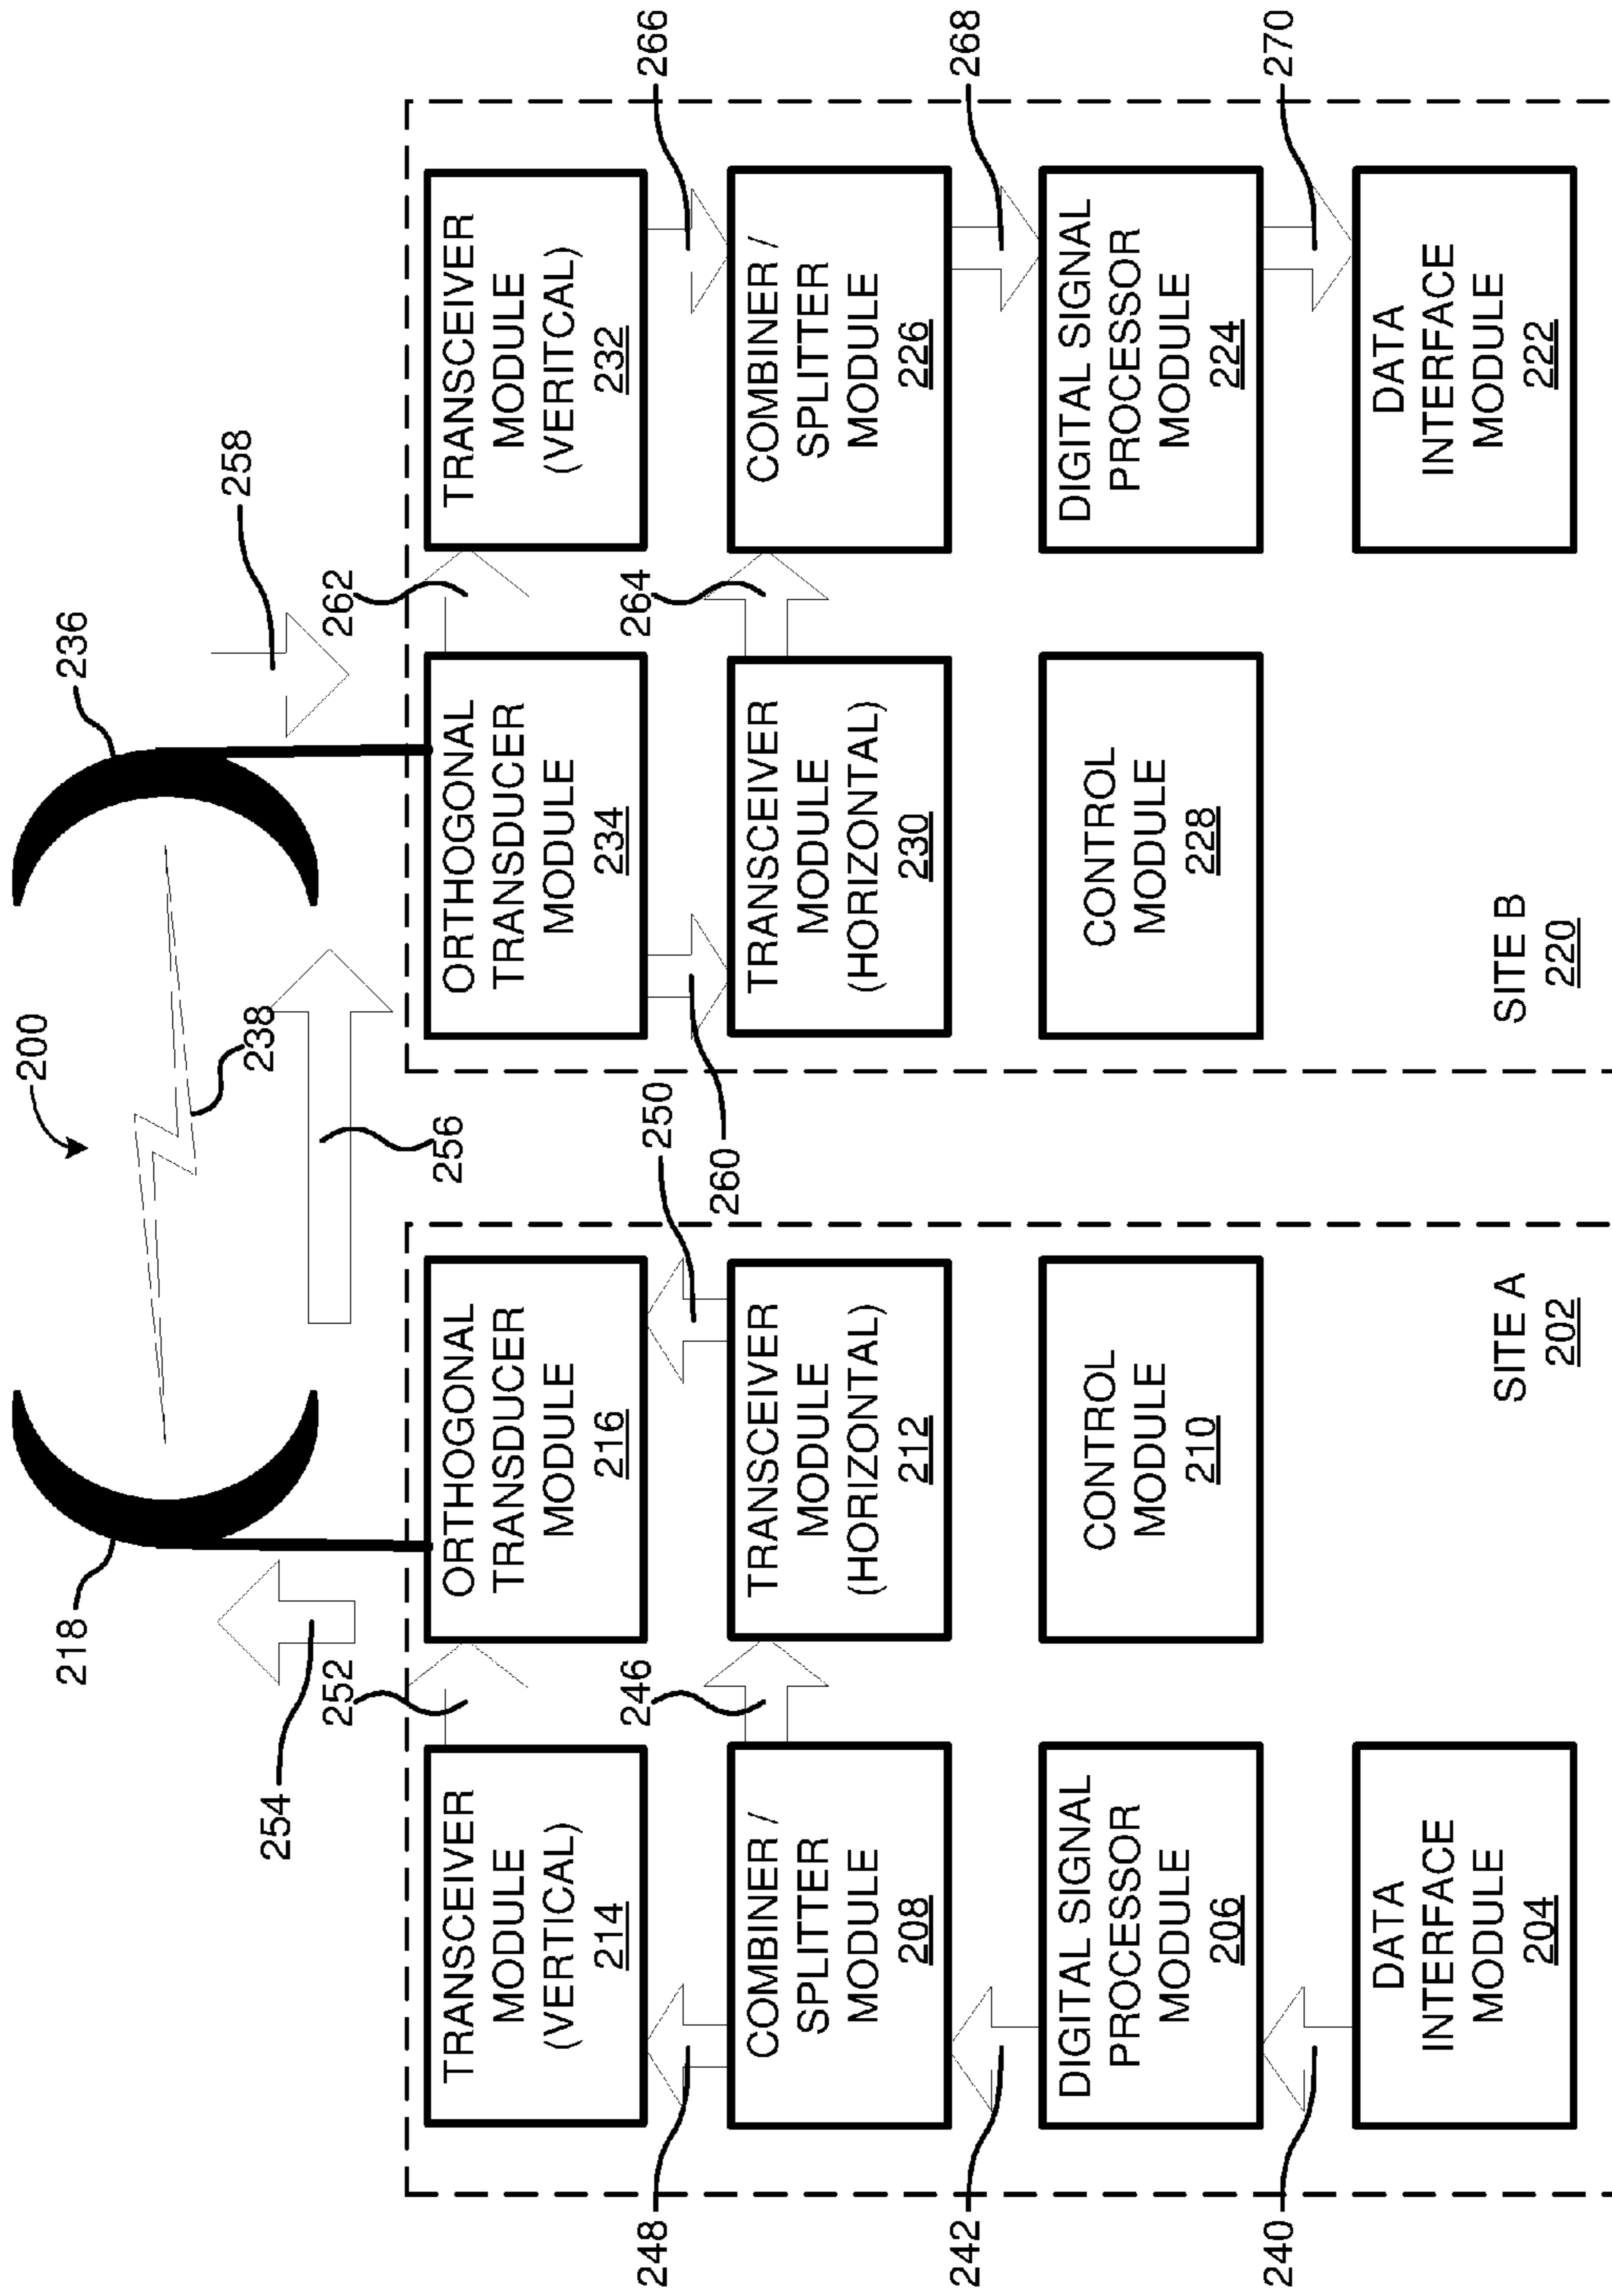 200
218
236
238
254
256
258
252
262
TRANSCEIVER
MODULE
(VERTICAL)
214
ORTHOGONAL
TRANSDUCER
MODULE
216
ORTHOGONAL
TRANSDUCER
MODULE
234
TRANSCEIVER
MODULE
(VERITCAL)
232
248
246
250
260
264
266
COMBINER /
SPLITTER
MODULE
208
TRANSCEIVER
MODULE
(HORIZONTAL)
212
TRANSCEIVER
MODULE
(HORIZONTAL)
230
COMBINER /
SPLITTER
MODULE
226
242
268
DIGITAL SIGNAL
PROCESSOR
MODULE
206
CONTROL
MODULE
210
CONTROL
MODULE
228
DIGITAL SIGNAL
PROCESSOR
MODULE
224
240
270
DATA
INTERFACE
MODULE
204
SITE A
202
SITE B
220
DATA
INTERFACE
MODULE
222